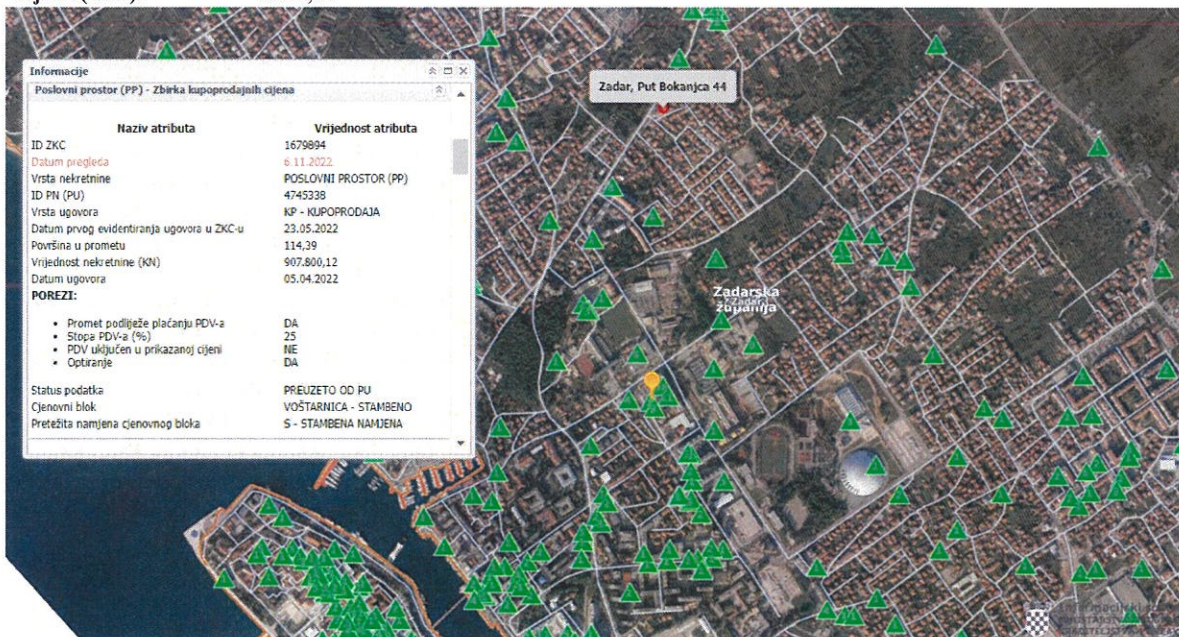 Informacije
Poslovni prostor (PP) - Zbirka kupoprodajnih cijena
Naziv atributa Vrijednost atributa
ID ZKC 1679894
Datum pregleda 6.11.2022
Vrsta nekretnine POSLOVNI PROSTOR (PP)
ID PN (PU) 4745338
Vrsta ugovora KP - KUPOPRODAJA
Datum prvog evidentiranja ugovora u ZKC-u 23.05.2022
Površina u prometu 114,39
Vrijednost nekretnine (KN) 907.800,12
Datum ugovora 05.04.2022
POREZI:
• Promet podliježe plaćanju PDV-a DA
• Stopa PDV-a (%) 25
• PDV uključen u prikazanoj cijeni NE
• Optiranje DA
Status podatka PREUZETO OD PU
Cjenovni blok VOŠTARNICA - STAMBENO
Pretežita namjena cjenovnog bloka S - STAMBENA NAMJENA
Zadar, Put Bokanjca 44
Zadarska
Zadar
županija